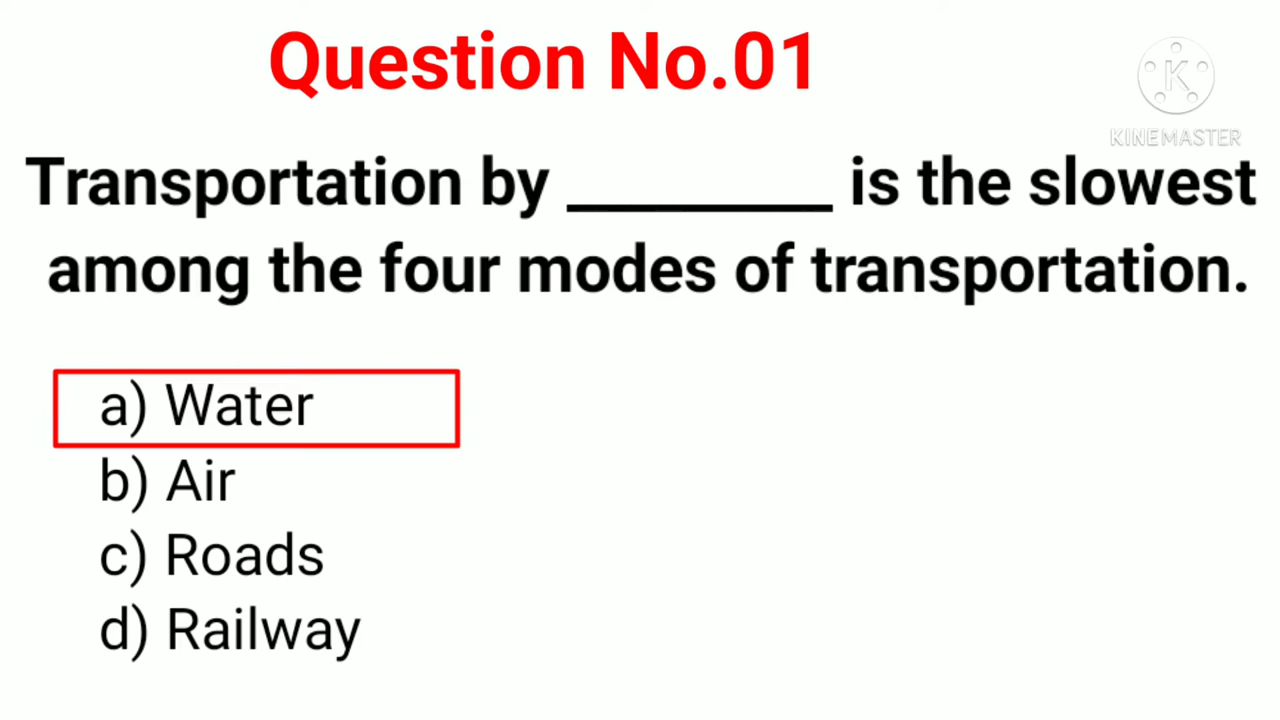 Question No.01
K
KINEMASTER
Transportation by ________ is the slowest
among the four modes of transportation.
a) Water
b) Air
c) Roads
d) Railway